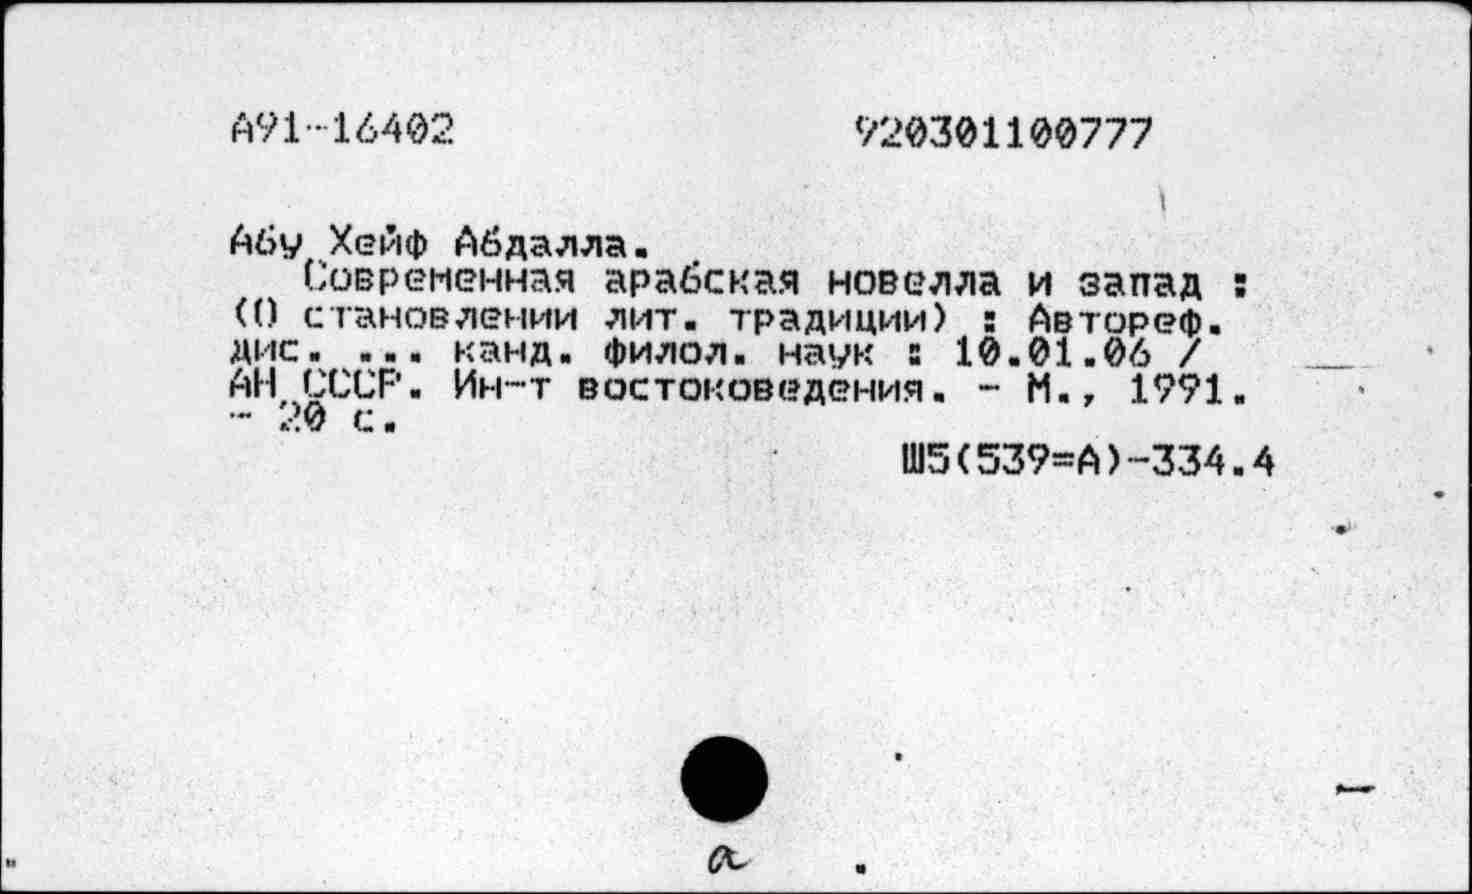 А91-16402 920301100777
Абу Хейф Абдалла.
Современная арабская новелла и запад :
(О становлении лит. традиции) : Автореф.
дис. ... канд. филол. наук : 10.01.06 /
АН СССР. Ин-т востоковедения. - М., 1991.
- 20 с.
Ш5(539=А)-334.4
а